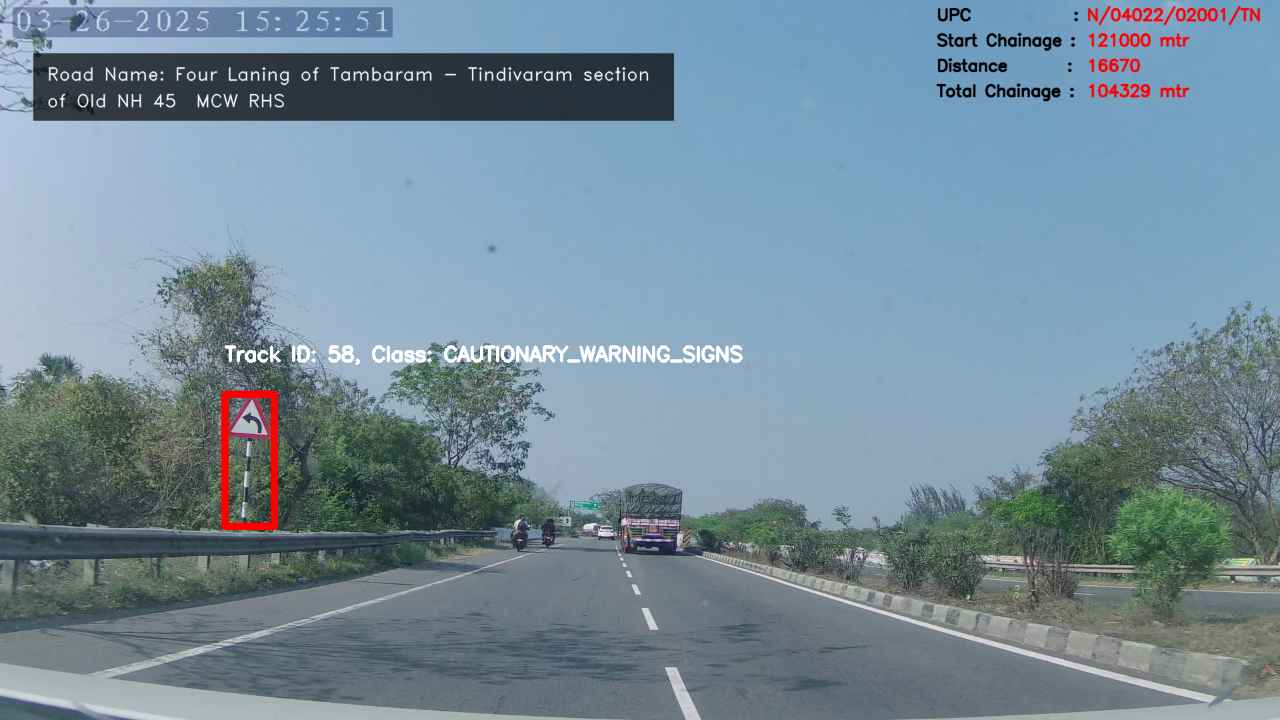 03-26-2025 15:25:51
UPC : N/04022/02001/TN
Start Chainage : 121000 mtr
Distance : 16670
Total Chainage : 104329 mtr
Road Name: Four Laning of Tambaram - Tindivaram section
of Old NH 45 MCW RHS
Track ID: 58, Class: CAUTIONARY_WARNING_SIGNS